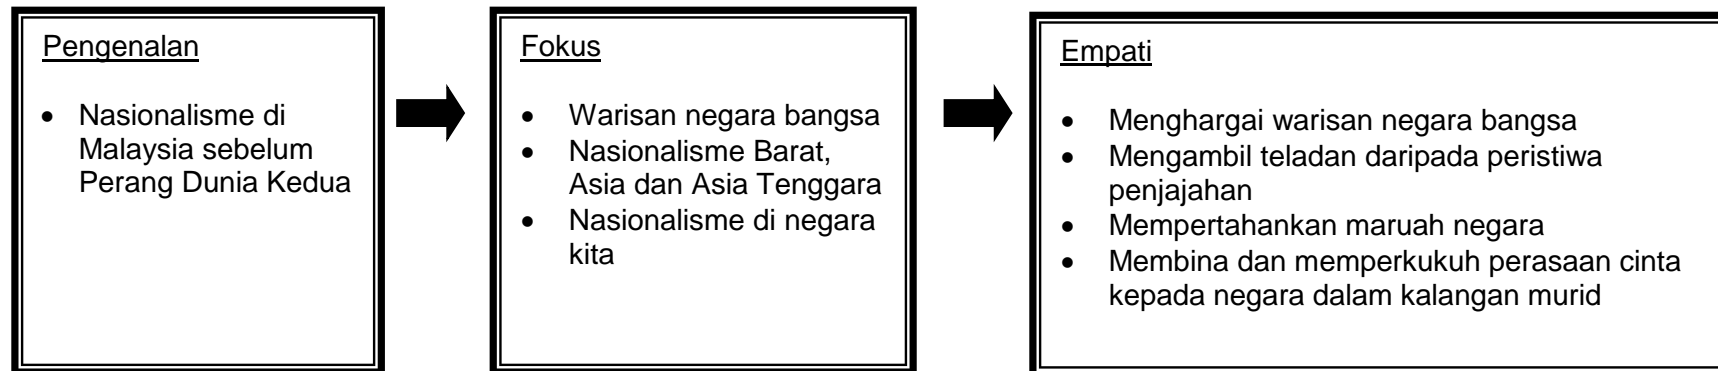 Pengenalan
• Nasionalisme di
Malaysia sebelum
Perang Dunia Kedua
Fokus
• Warisan negara bangsa
• Nasionalisme Barat,
Asia dan Asia Tenggara
• Nasionalisme di negara
kita
Empati
• Menghargai warisan negara bangsa
• Mengambil teladan daripada peristiwa
penjajahan
• Mempertahankan maruah negara
• Membina dan memperkukuh perasaan cinta
kepada negara dalam kalangan murid